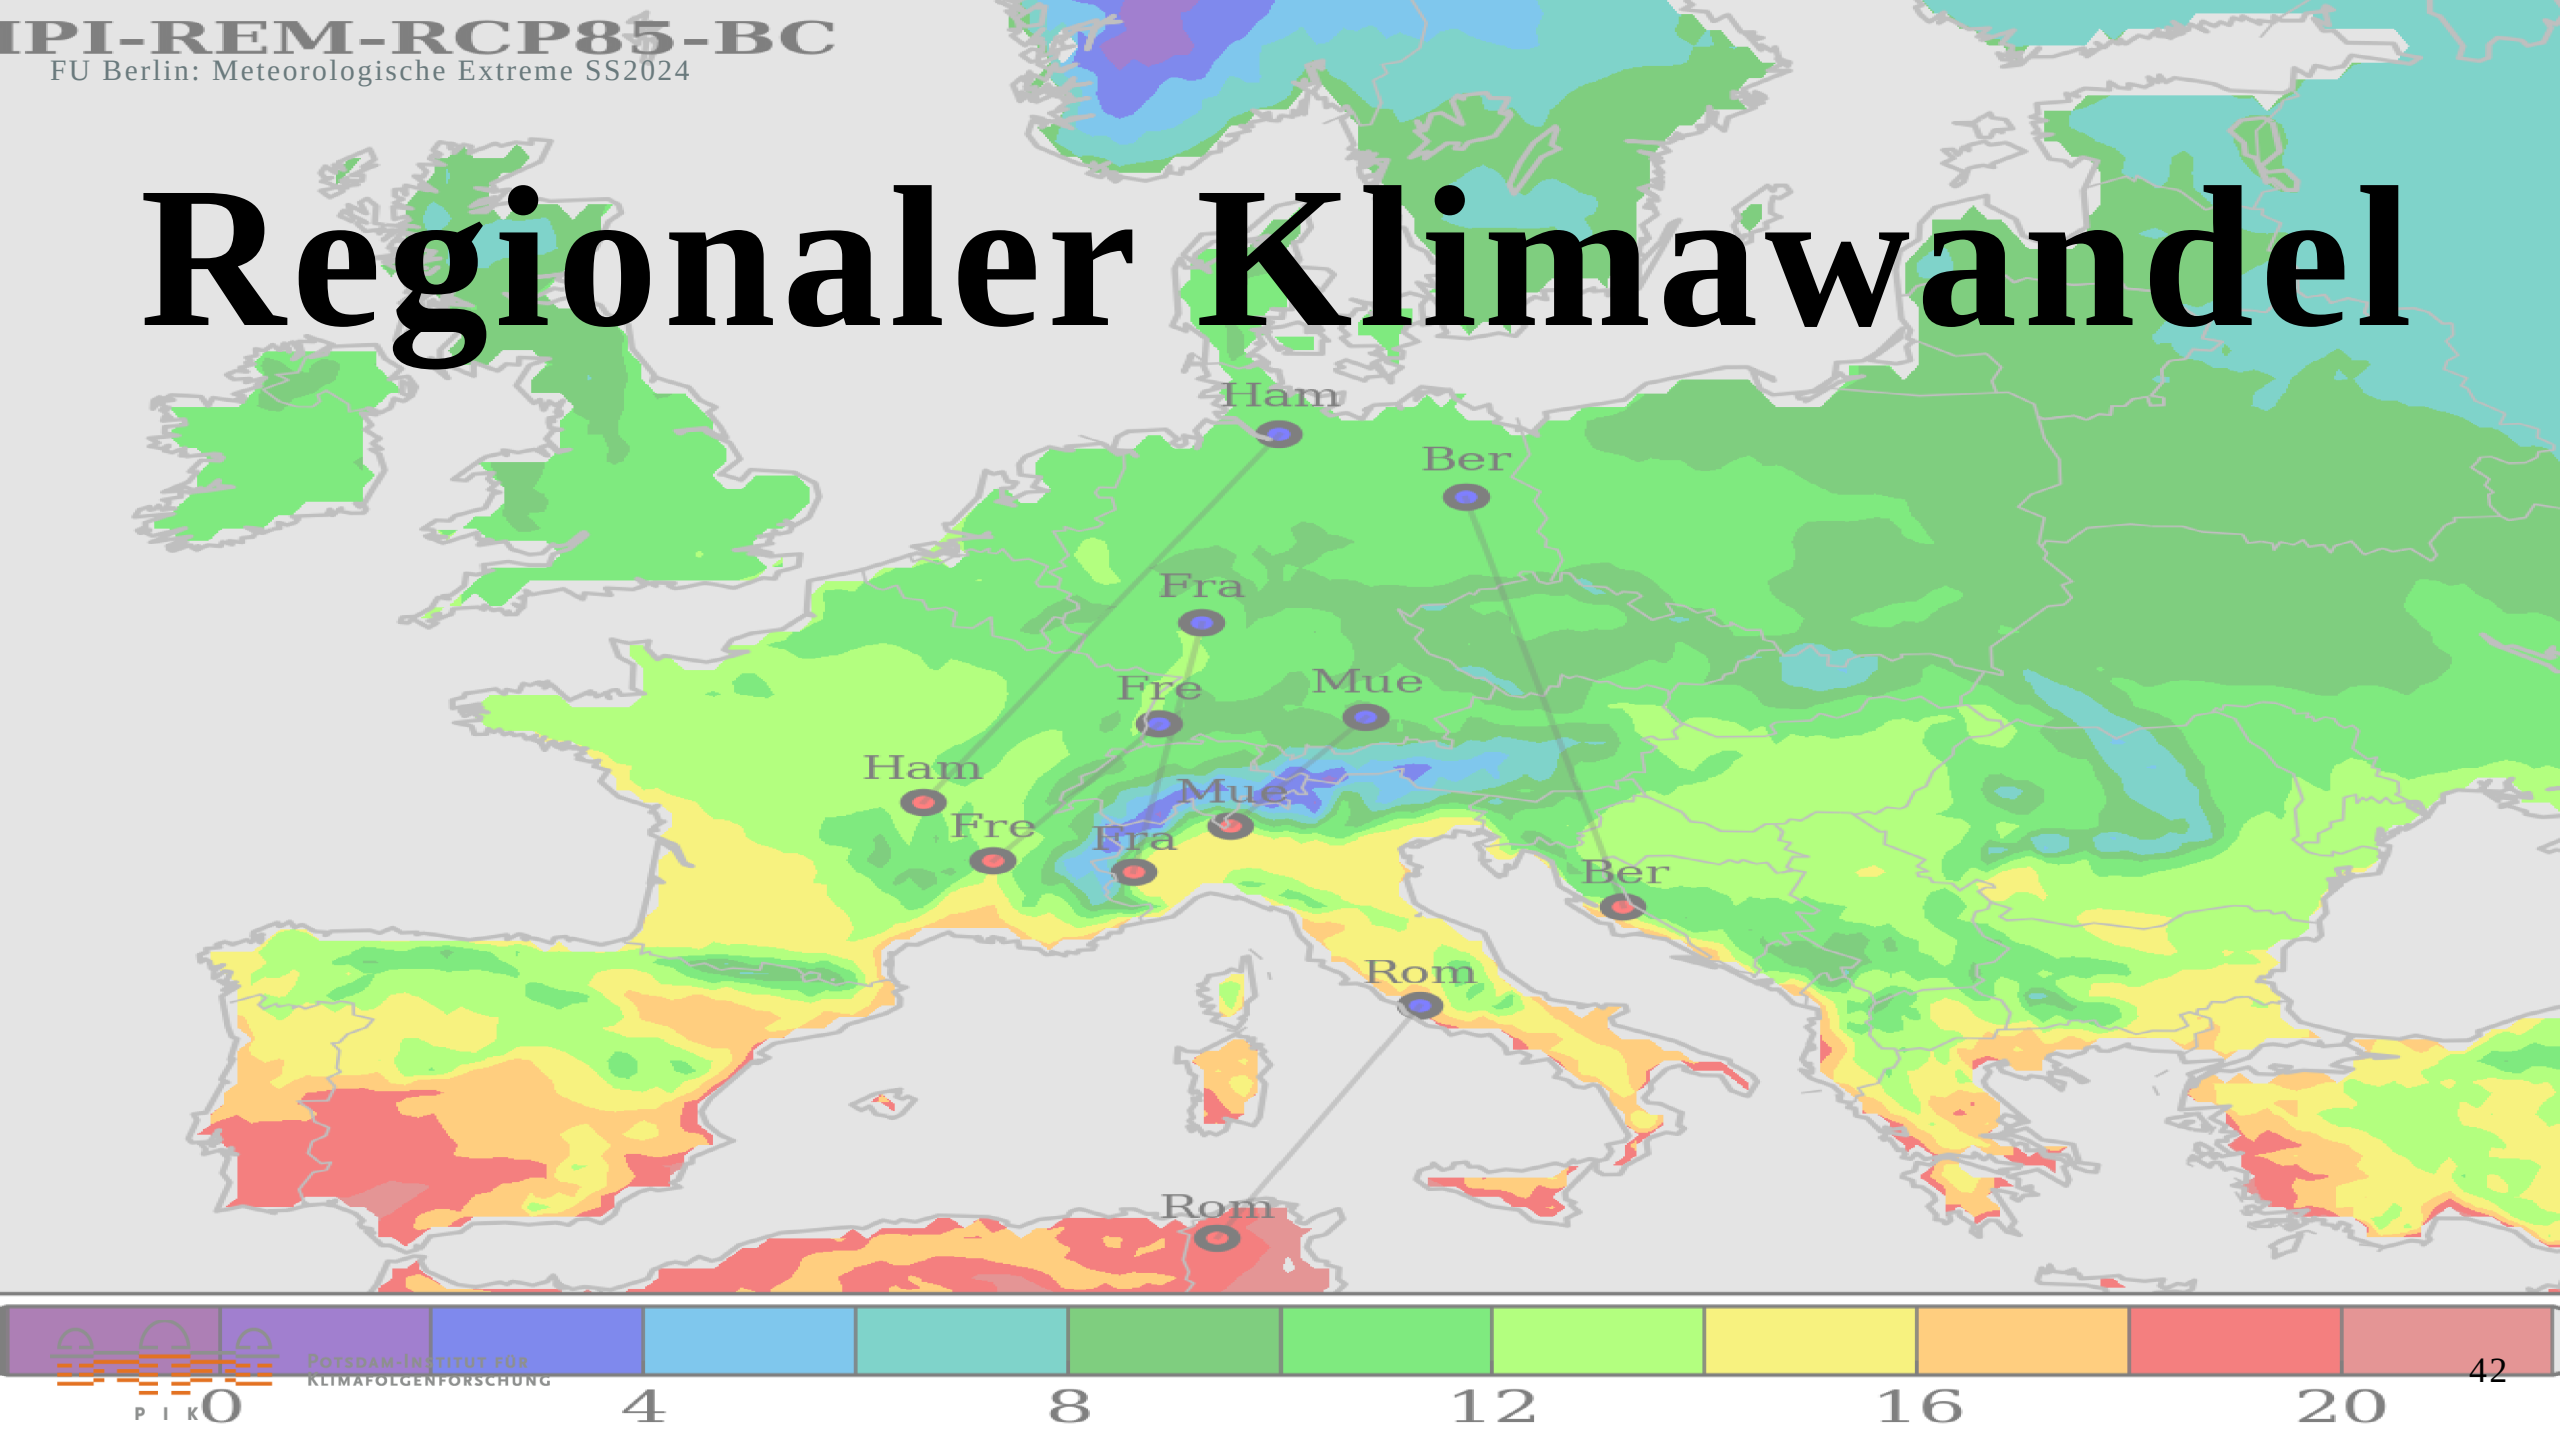 IPI-REM-RCP85-BC
FU Berlin: Meteorologische Extreme SS2024
Regionaler Klimawandel
Ham
Ber
Fra
Fre
Mue
Ham
Mue
Fre
Fra
Ber
Rom
Rom
POTSDAM-INSTITUT FÜR
KLIMAFOLGENFORSCHUNG
42
P I K
0 4 8 12 16 20